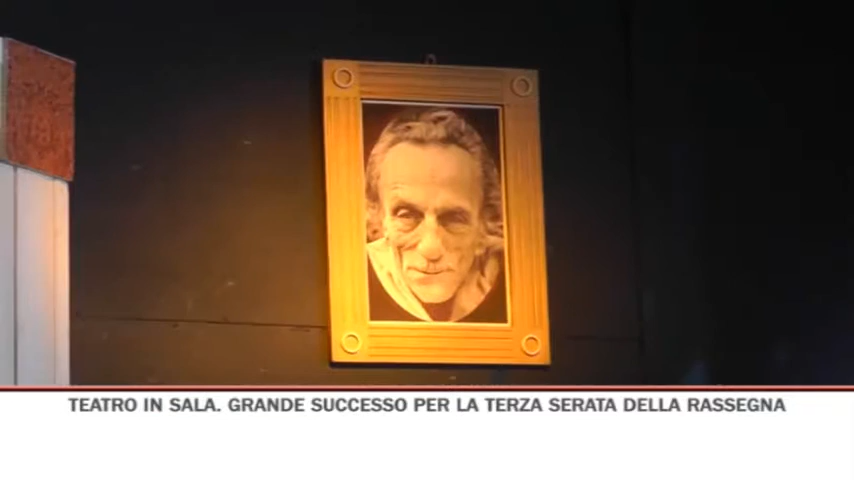 TEATRO IN SALA. GRANDE SUCCESSO PER LA TERZA SERATA DELLA RASSEGNA